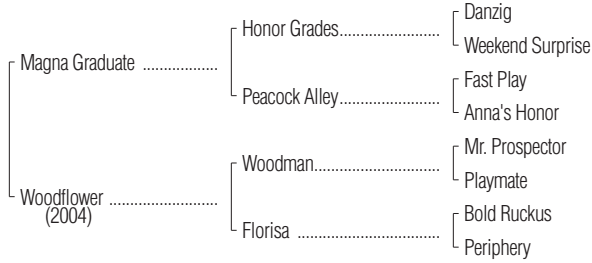 Danzig
Honor Grades
Weekend Surprise
Magna Graduate
Fast Play
Peacock Alley
Anna's Honor
Mr. Prospector
Woodman
Playmate
Woodflower
(2004)
Bold Ruckus
Florisa
Periphery